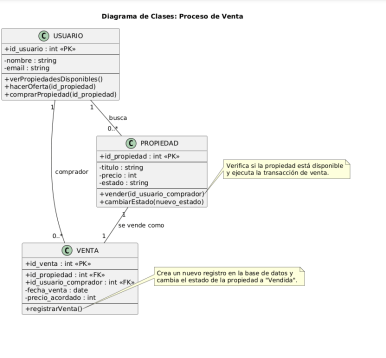 Diagrama de Clases: Proceso de Venta
C USUARIO
+id_usuario : int «PK»
-nombre : string
-email : string
+verPropiedadesDisponibles()
+hacerOferta(id_propiedad)
+comprarPropiedad(id_propiedad)
1
1
busca
0..*
C PROPIEDAD
+id_propiedad : int «PK»
-titulo : string
-precio : int
-estado : string
+vender(id_usuario_comprador)
+cambiarEstado(nuevo_estado)
Verifica si la propiedad está disponible
y ejecuta la transacción de venta.
comprador
1
se vende como
0..*
1
C VENTA
+id_venta : int «PK»
+id_propiedad : int «FK»
+id_usuario_comprador : int «FK»
-fecha_venta : date
-precio_acordado : int
+registrarVenta()
Crea un nuevo registro en la base de datos y
cambia el estado de la propiedad a "Vendida".